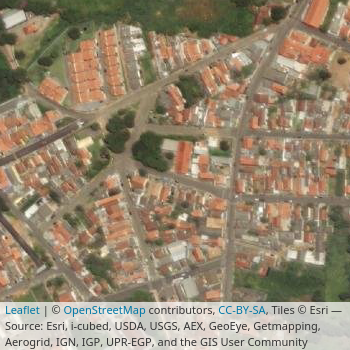 Leaflet | © OpenStreetMap contributors, CC-BY-SA, Tiles © Esri —
Source: Esri, i-cubed, USDA, USGS, AEX, GeoEye, Getmapping,
Aerogrid, IGN, IGP, UPR-EGP, and the GIS User Community